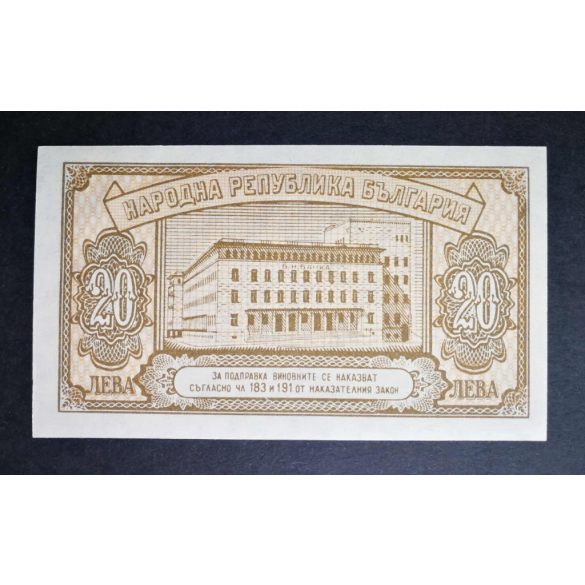 НАРОДНА РЕПУБЛИКА БЪЛГАРИЯ
Б.Н.БАНКА
20 20
ЛЕВА ЛЕВА
ЗА ПОДПРАВКА ВИНОВНИТЕ СЕ НАКАЗВАТ
СЪГЛАСНО ЧЛ. 183 И 191 ОТ НАКАЗАТЕЛНИЯ ЗАКОН